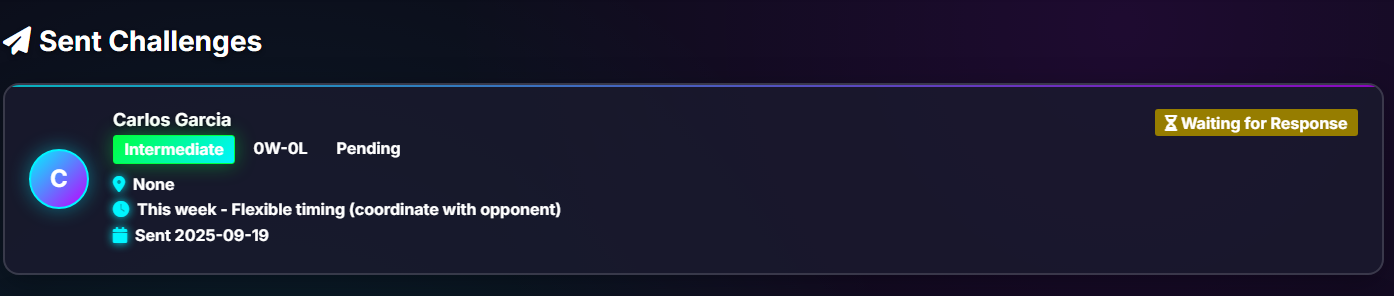 Sent Challenges
Carlos Garcia
Waiting for Response
Intermediate 0W-0L Pending
C
None
This week - Flexible timing (coordinate with opponent)
Sent 2025-09-19